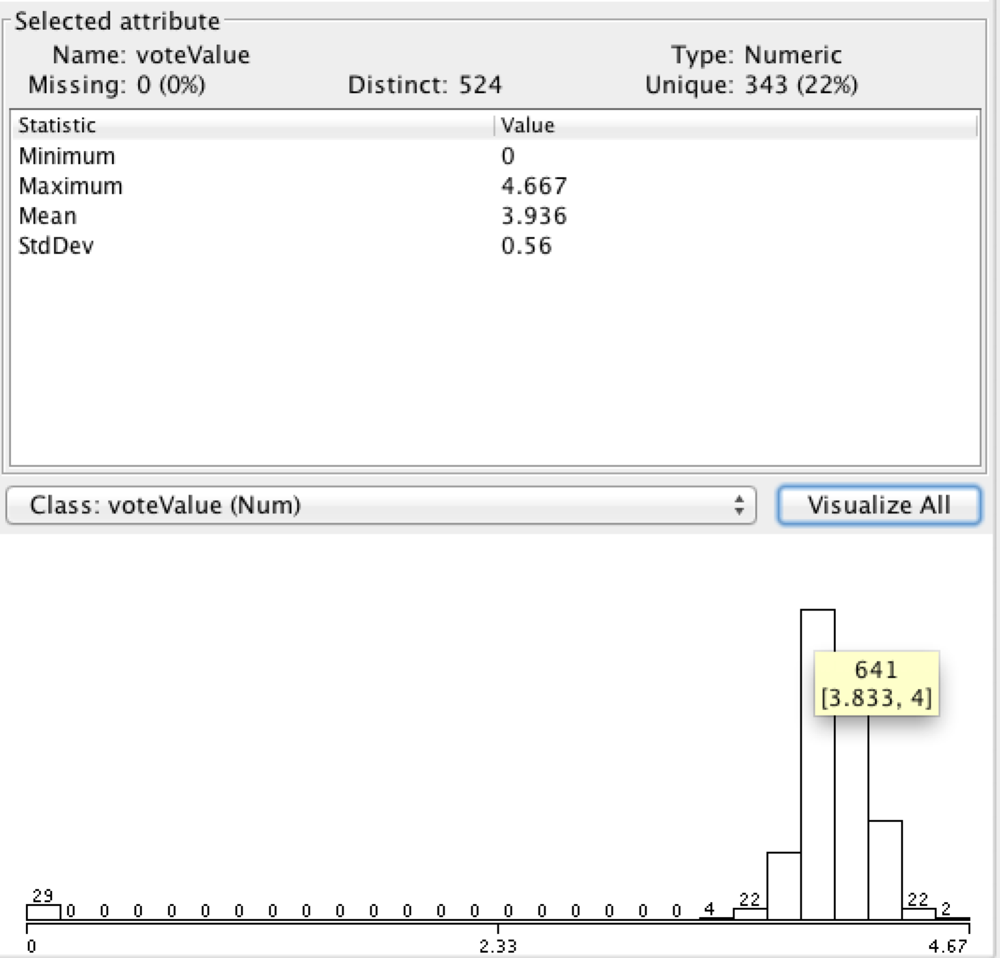 Selected attribute
Name: voteValue Type: Numeric
Missing: 0 (0%) Distinct: 524 Unique: 343 (22%)
Statistic Value
Minimum 0
Maximum 4.667
Mean 3.936
StdDev 0.56
Class: voteValue (Num) Visualize All
641
[3.833, 4]
29 0 0 0 0 0 0 0 0 0 0 0 0 0 0 0 0 0 0 0 4 22 22 2
0 2.33 4.67